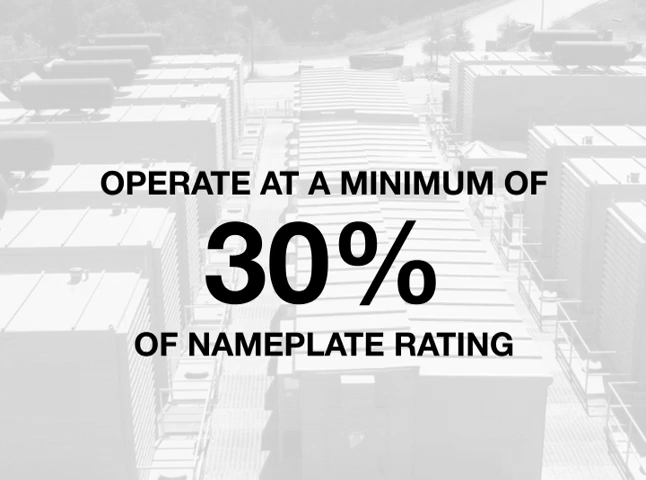 OPERATE AT A MINIMUM OF
30%
OF NAMEPLATE RATING